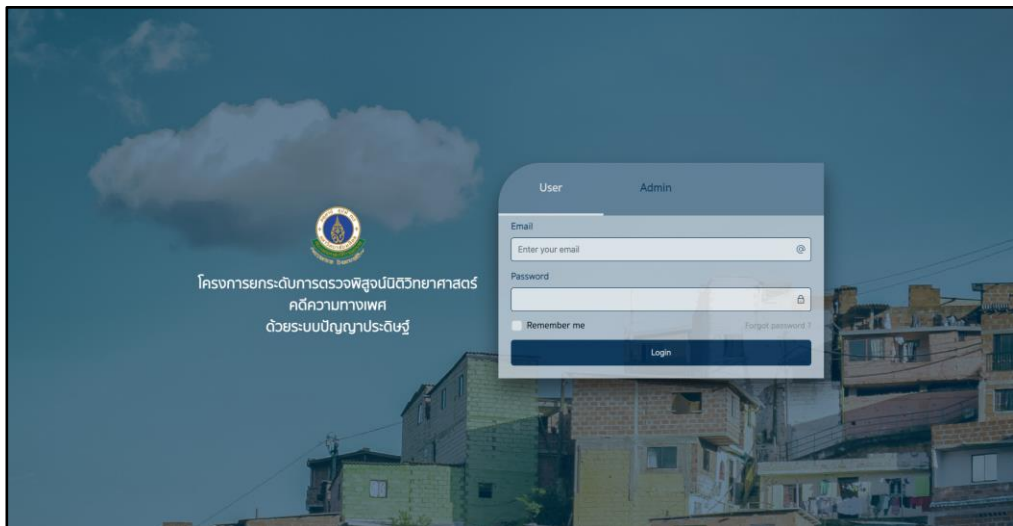 โครงการยกระดับการตรวจพิสูจน์นิติวิทยาศาสตร์
คดีความทางเพศ
ด้วยระบบปัญญาประดิษฐ์
User Admin
Email
Enter your email @
Password
Remember me Forgot password ?
Login